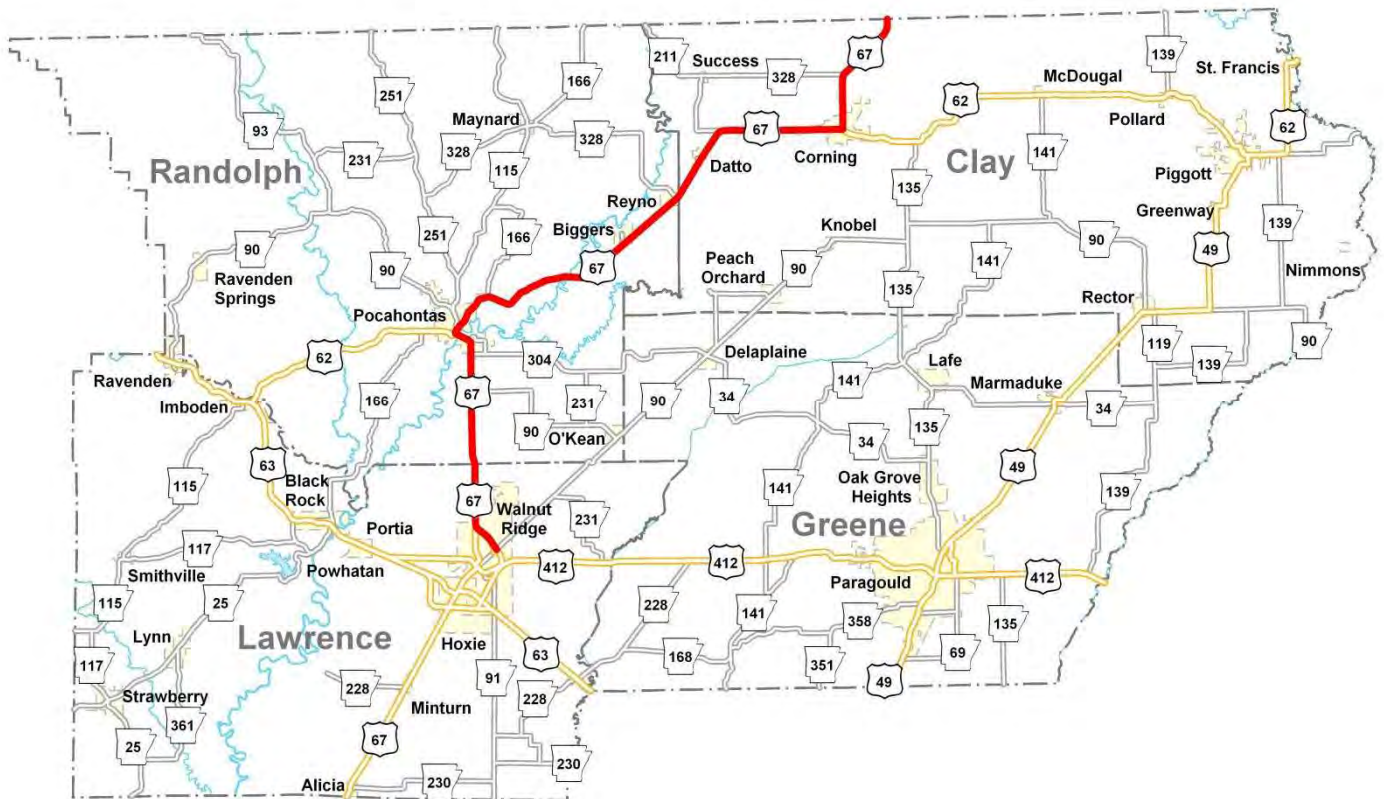 67
211
Success
328
139
St. Francis
McDougal
166
251
62
Maynard
67
62
Pollard
93
328
Corning
Clay
141
231
328
115
Datto
Piggott
Randolph
135
Reyno
Greenway
Biggers
Knobel
139
251
166
90
67
Peach
Orchard
90
141
90
49
Nimmons
Ravenden
Springs
90
135
Rector
Pocahontas
119
90
62
304
Delaplaine
Lafe
139
Ravenden
141
Marmaduke
Imboden
166
67
231
90
34
34
90
O'Kean
34
135
63
49
115
Black
Rock
67
Walnut
Ridge
141
Oak Grove
Heights
139
Portia
231
Greene
117
Powhatan
412
412
Paragould
412
Smithville
115
25
228
141
358
135
Lynn
Lawrence
Hoxie
63
168
351
69
117
228
91
228
49
Strawberry
361
Minturn
25
67
230
Alicia
230